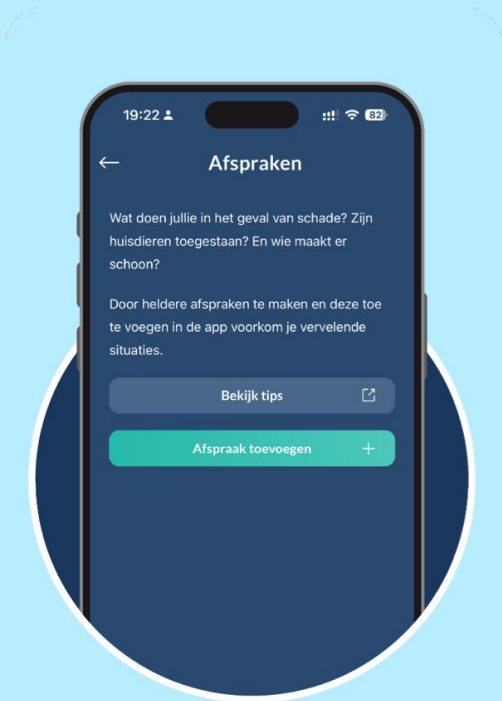 19:22
82
Afspraken
Wat doen jullie in het geval van schade? Zijn
huisdieren toegestaan? En wie maakt er
schoon?
Door heldere afspraken te maken en deze toe
te voegen in de app voorkom je vervelende
situaties.
Bekijk tips
Afspraak toevoegen